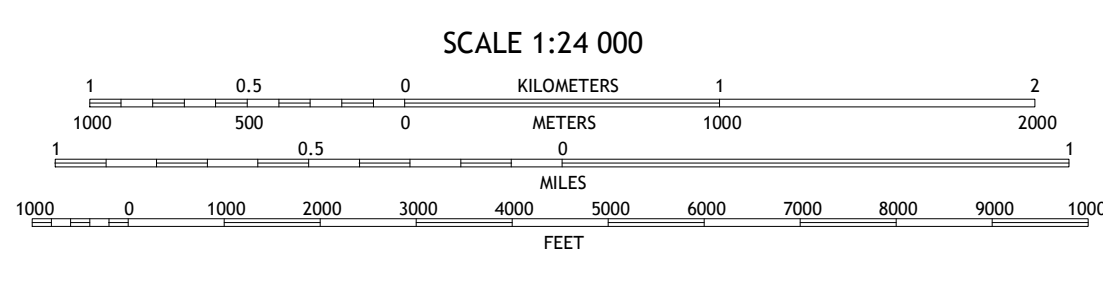 SCALE 1:24 000
1 0.5 0 KILOMETERS 1 2
1000 500 0 METERS 1000 2000
1 0.5 0 1
MILES
1000 0 1000 2000 3000 4000 5000 6000 7000 8000 9000 1000
FEET